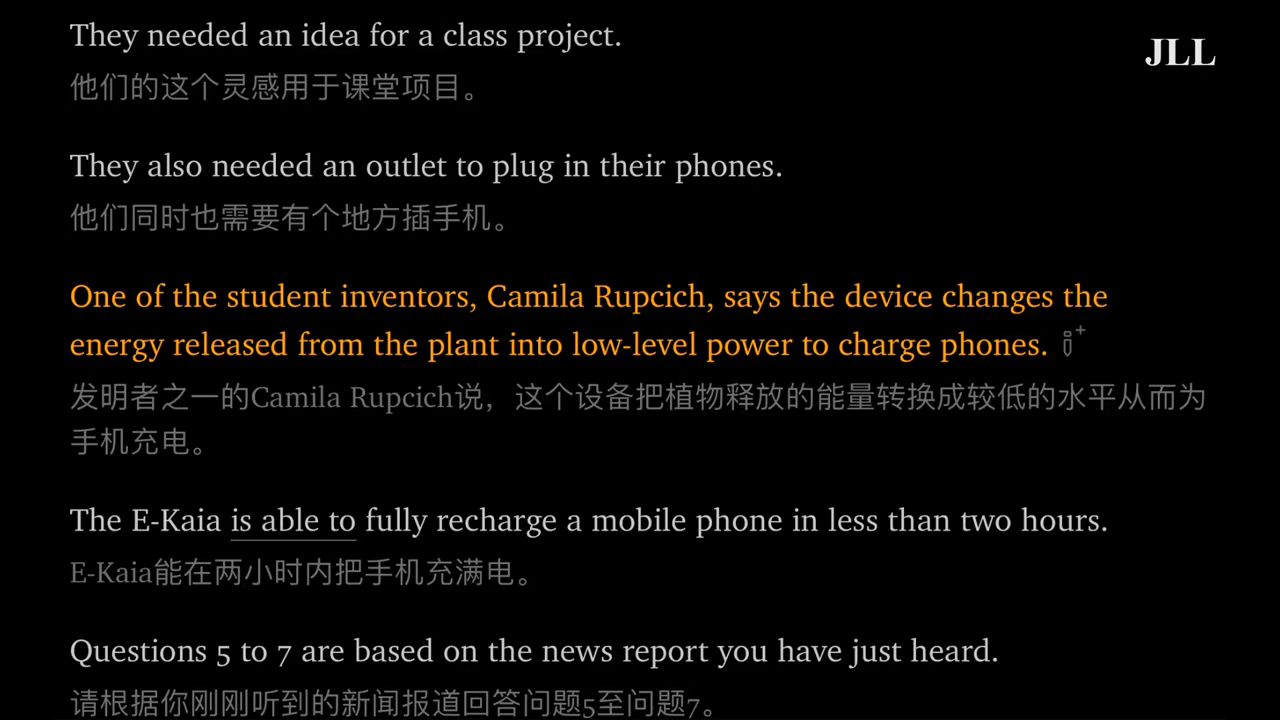 They needed an idea for a class project.
JLL
他们的这个灵感用于课堂项目。
They also needed an outlet to plug in their phones.
他们同时也需要有个地方插手机。
One of the student inventors, Camila Rupcich, says the device changes the
energy released from the plant into low-level power to charge phones.
发明者之一的Camila Rupcich说，这个设备把植物释放的能量转换成较低的水平从而为
手机充电。
The E-Kaia is able to fully recharge a mobile phone in less than two hours.
E-Kaia能在两小时内把手机充满电。
Questions 5 to 7 are based on the news report you have just heard.
请根据你刚刚听到的新闻报道回答问题5至问题7。